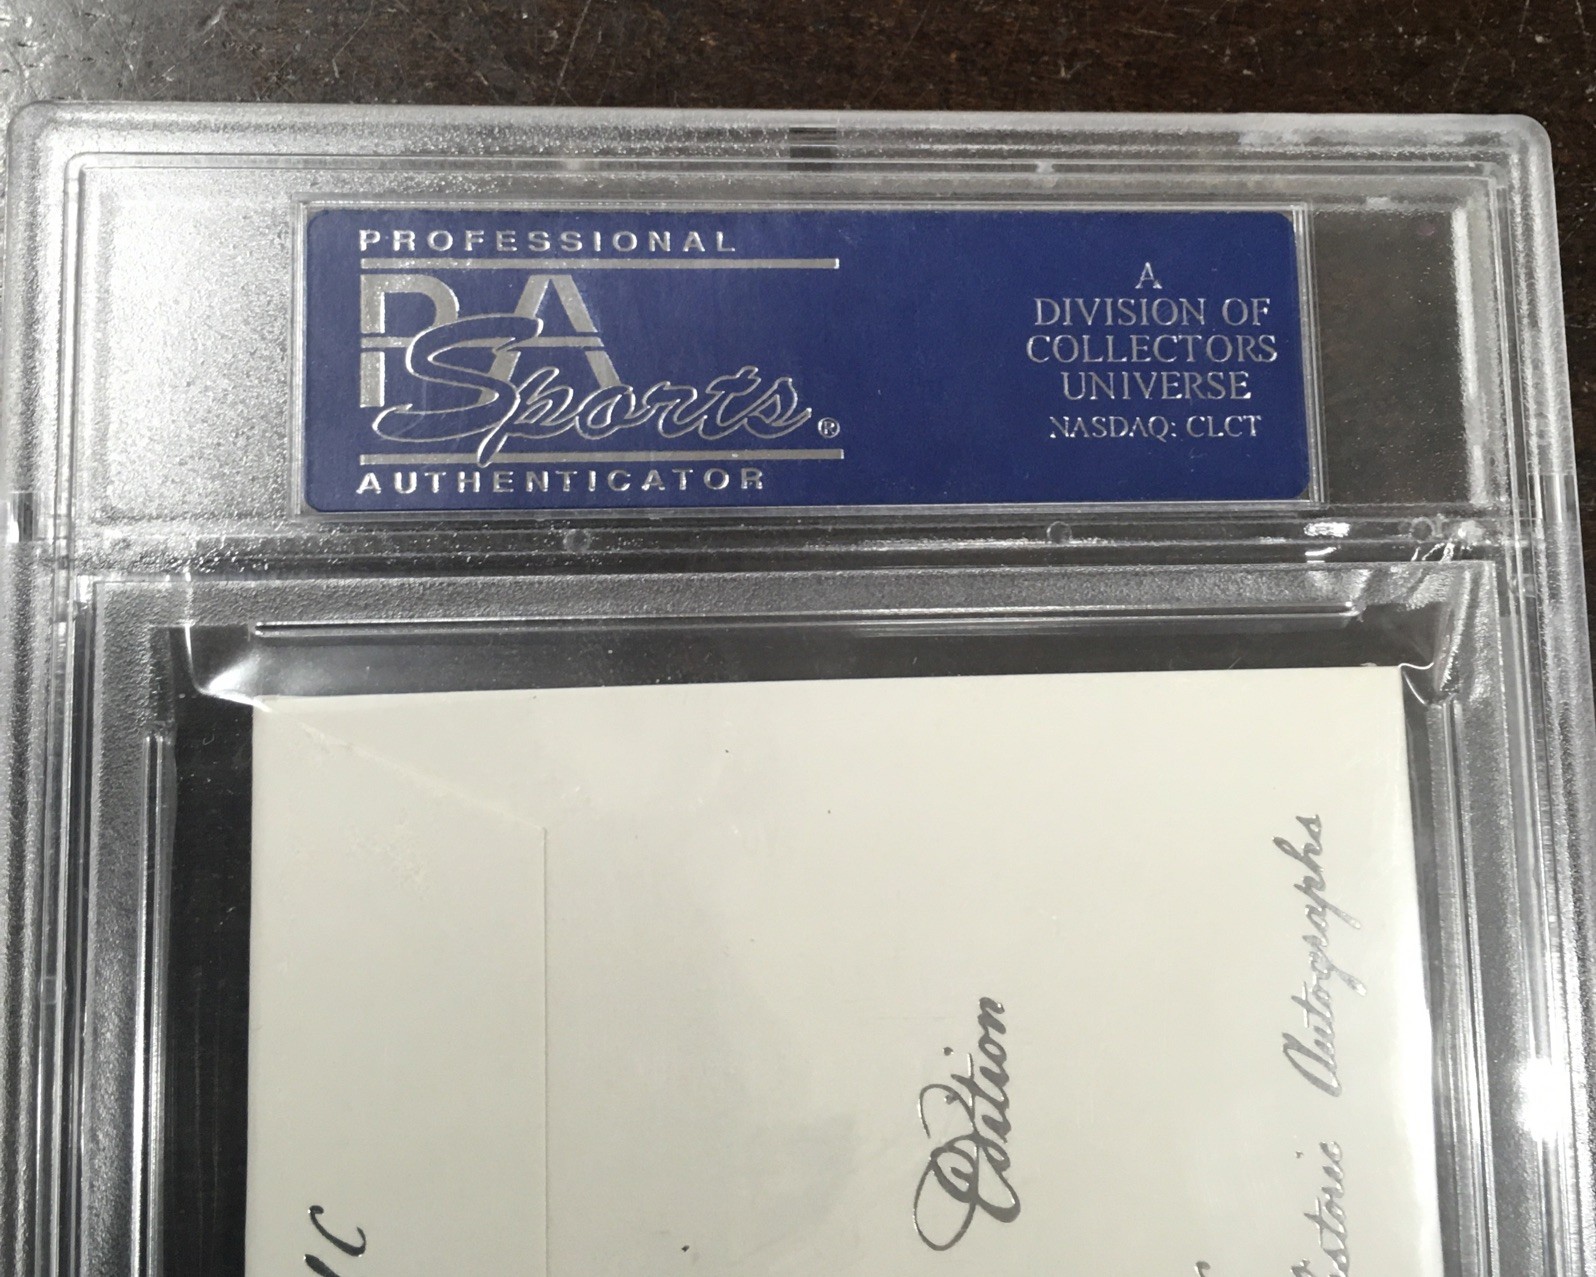 PROFESSIONAL
PSA
Sports®
AUTHENTICATOR
A
DIVISION OF
COLLECTORS
UNIVERSE
NASDAQ: CLCT
Edition
Autographs